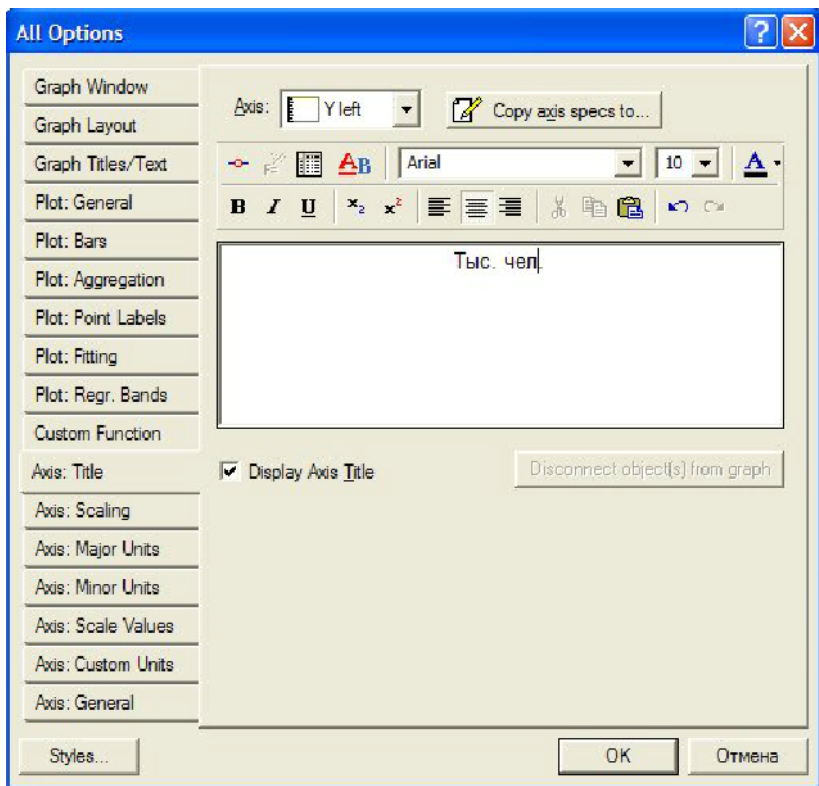 All Options
Graph Window
Graph Layout
Graph Titles/Text
Plot: General
Plot: Bars
Plot: Aggregation
Plot: Point Labels
Plot: Fitting
Plot: Regr. Bands
Custom Function
Axis: Title
Axis: Scaling
Axis: Major Units
Axis: Minor Units
Axis: Scale Values
Axis: Custom Units
Axis: General
Axis: Y left Copy axis specs to...
AB Arial 10 A
B I U x₂ x²
Тыс. чел.
Display Axis Title Disconnect object(s) from graph
Styles... OK Отмена